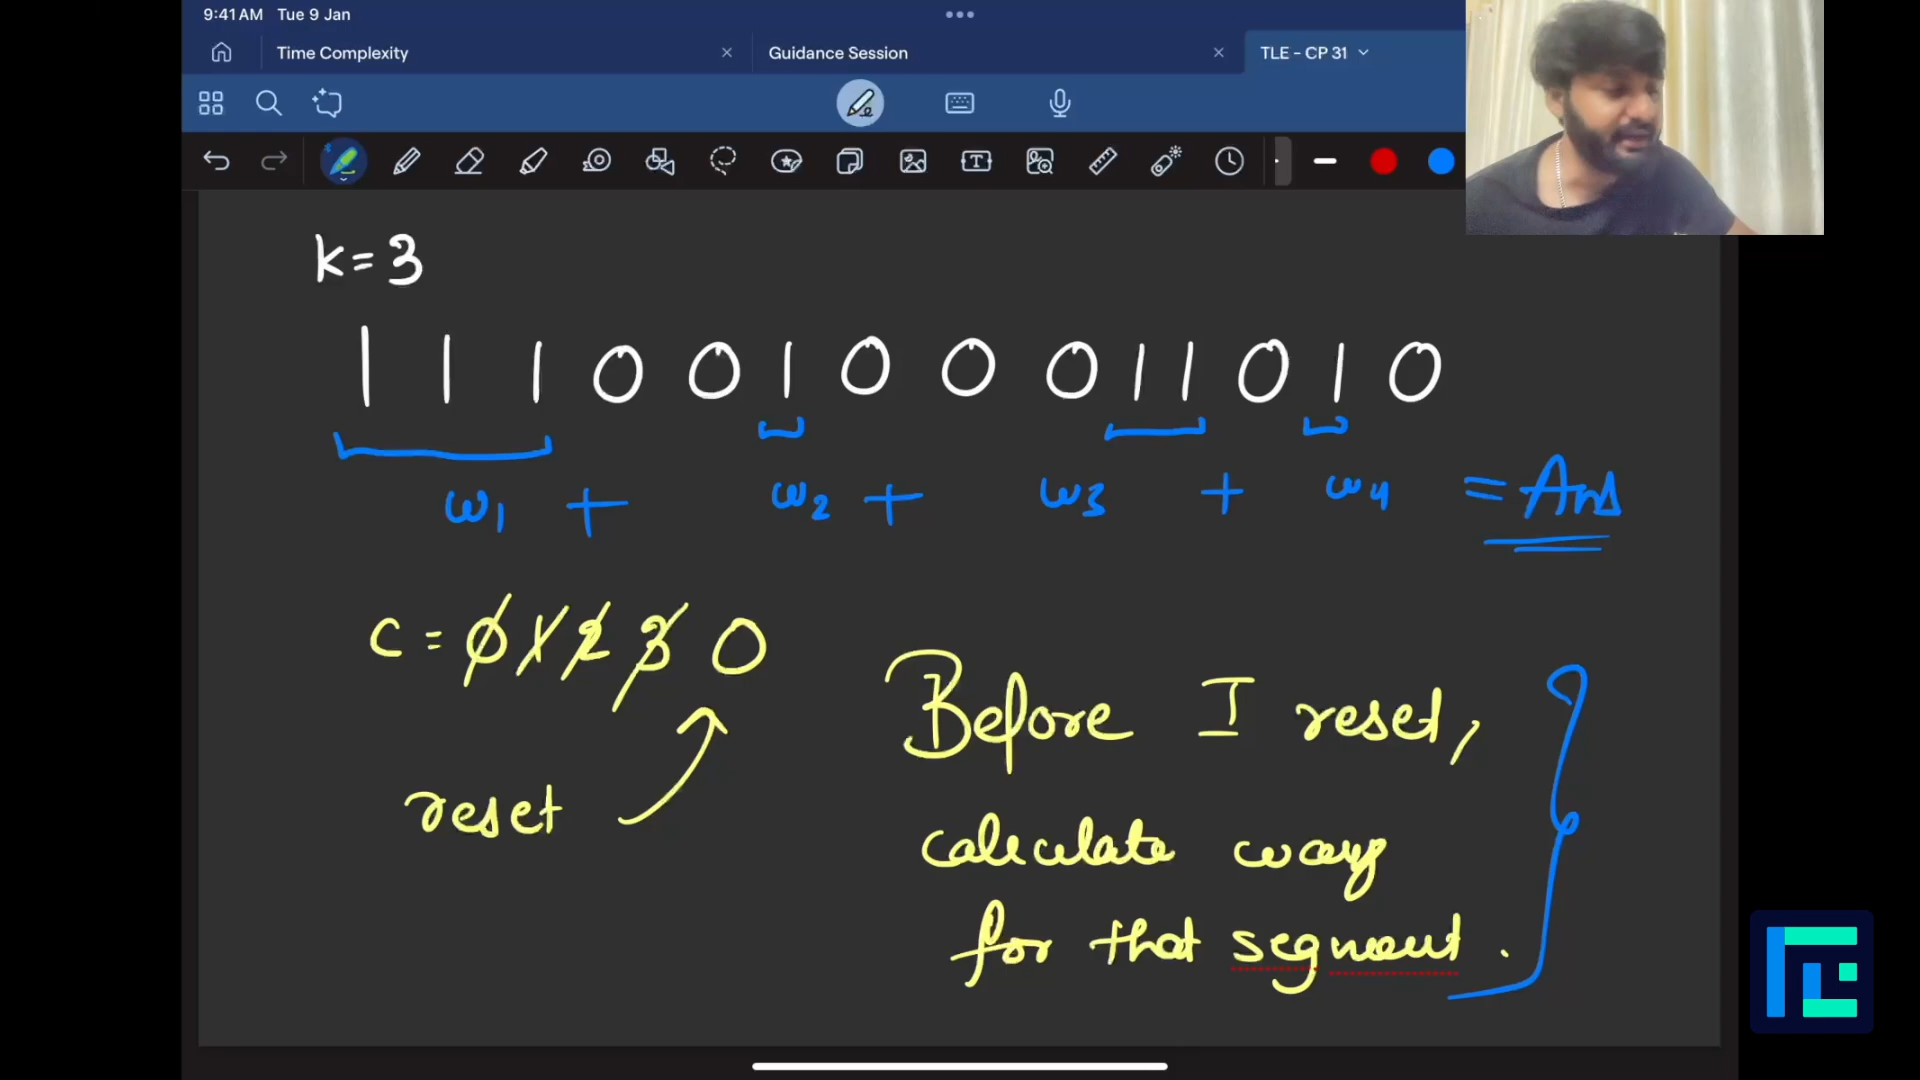 9:41 AM Tue 9 Jan
Time Complexity
Guidance Session
TLE - CP 31
k = 3
1 1 1 0 0 1 0 0 0 1 1 0 1 0
w1 + w2 + w3 + w4 = Ans
c = 0 1 2 3 0
reset
Before I reset,
calculate ways
for that segment.